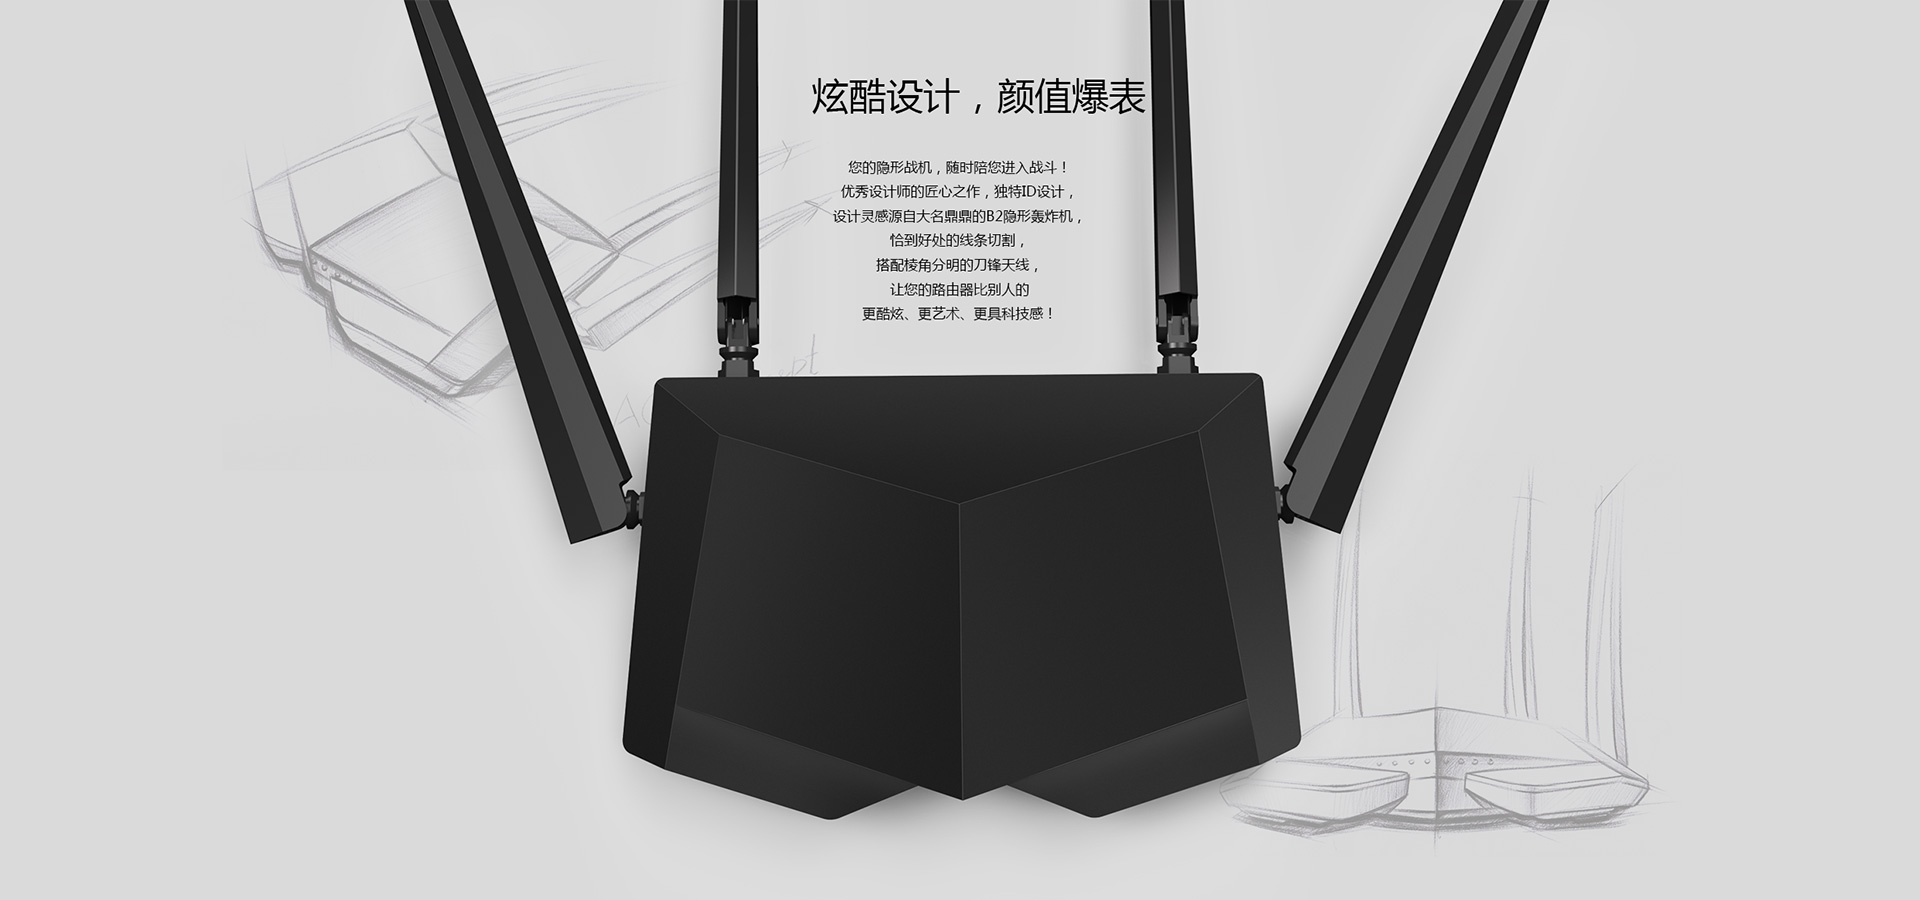 炫酷设计，颜值爆表
您的隐形战机，随时陪您进入战斗！
优秀设计师的匠心之作，独特ID设计，
设计灵感源自大名鼎鼎的B2隐形轰炸机，
恰到好处的线条切割，
搭配棱角分明的刀锋天线，
让您的路由器比别人的
更酷炫、更艺术、更具科技感！